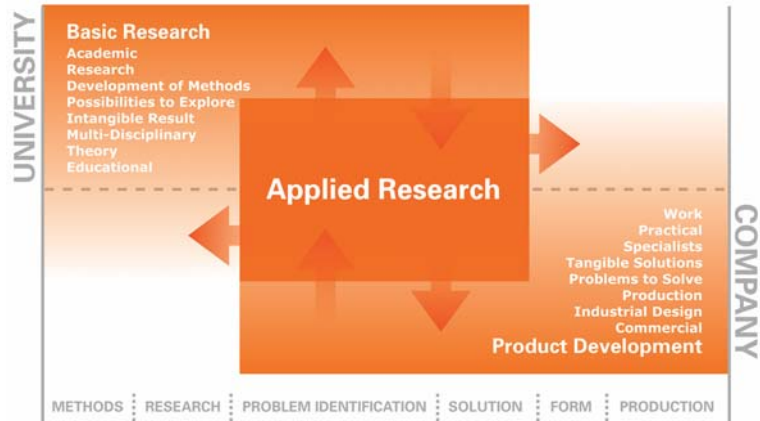 UNIVERSITY
Basic Research
Academic
Research
Development of Methods
Possibilities to Explore
Intangible Result
Multi-Disciplinary
Theory
Educational
Applied Research
Work
Practical
Specialists
Tangible Solutions
Problems to Solve
Production
Industrial Design
Commercial
Product Development
COMPANY
METHODS RESEARCH PROBLEM IDENTIFICATION SOLUTION FORM PRODUCTION